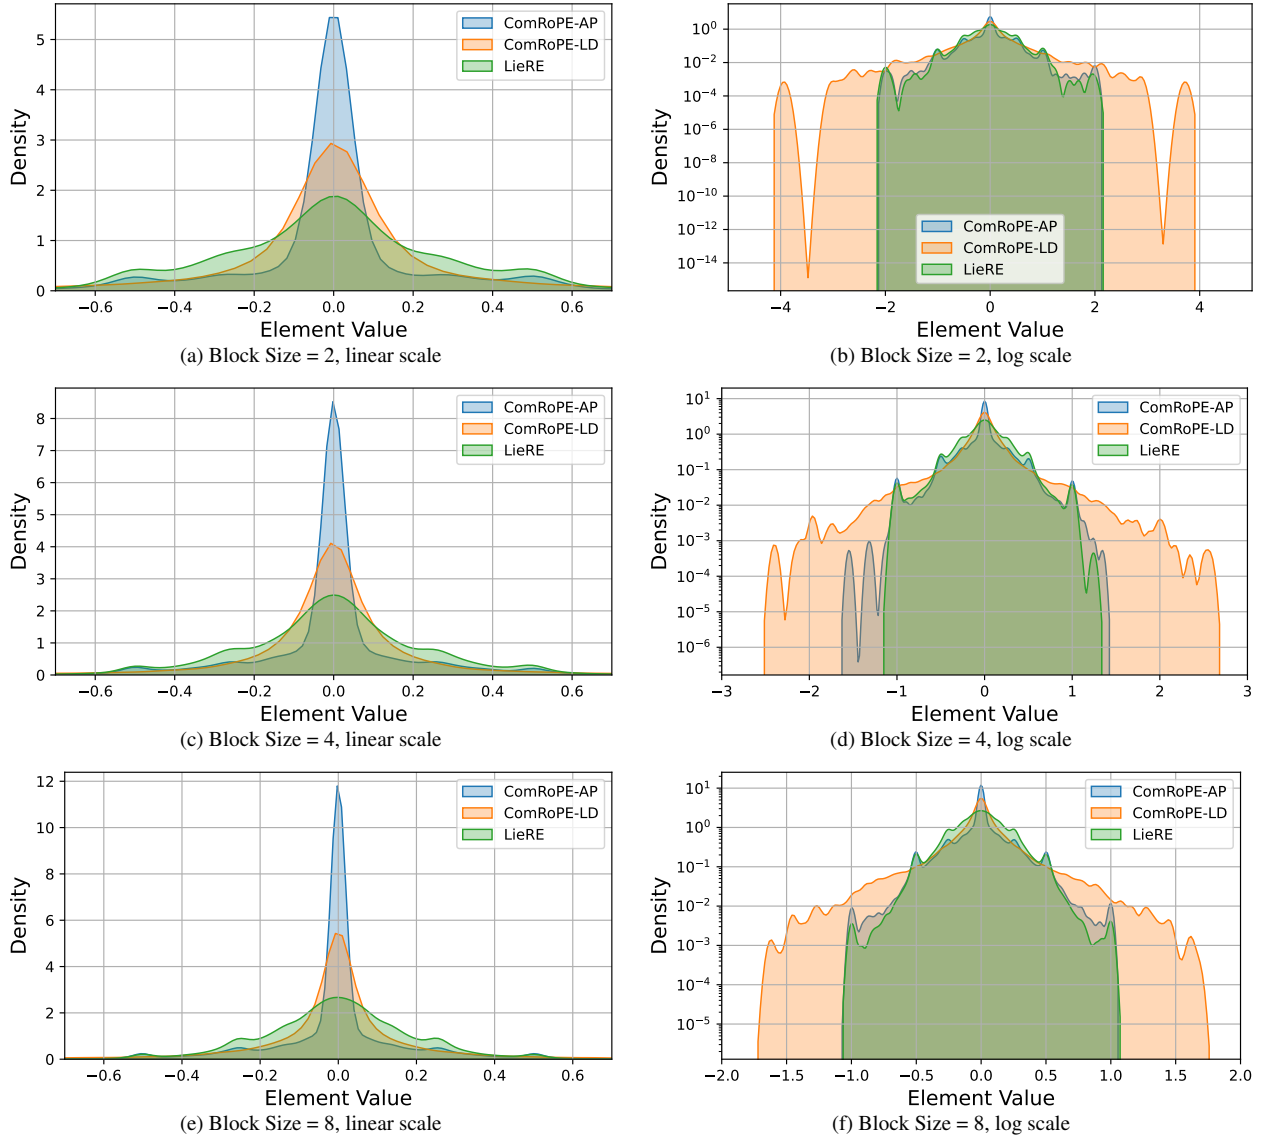 ComRoPE-AP
ComRoPE-LD
LieRE
Density
5
4
3
2
1
0
−0.6 −0.4 −0.2 0.0 0.2 0.4 0.6
Element Value
(a) Block Size = 2, linear scale
10^0
10^−2
10^−4
10^−6
10^−8
10^−10
10^−12
10^−14
Density
ComRoPE-AP
ComRoPE-LD
LieRE
−4 −2 0 2 4
Element Value
(b) Block Size = 2, log scale
ComRoPE-AP
ComRoPE-LD
LieRE
Density
8
7
6
5
4
3
2
1
0
−0.6 −0.4 −0.2 0.0 0.2 0.4 0.6
Element Value
(c) Block Size = 4, linear scale
ComRoPE-AP
ComRoPE-LD
LieRE
Density
10^1
10^0
10^−1
10^−2
10^−3
10^−4
10^−5
10^−6
−3 −2 −1 0 1 2 3
Element Value
(d) Block Size = 4, log scale
ComRoPE-AP
ComRoPE-LD
LieRE
Density
12
10
8
6
4
2
0
−0.6 −0.4 −0.2 0.0 0.2 0.4 0.6
Element Value
(e) Block Size = 8, linear scale
ComRoPE-AP
ComRoPE-LD
LieRE
Density
10^1
10^0
10^−1
10^−2
10^−3
10^−4
10^−5
−2.0 −1.5 −1.0 −0.5 0.0 0.5 1.0 1.5 2.0
Element Value
(f) Block Size = 8, log scale